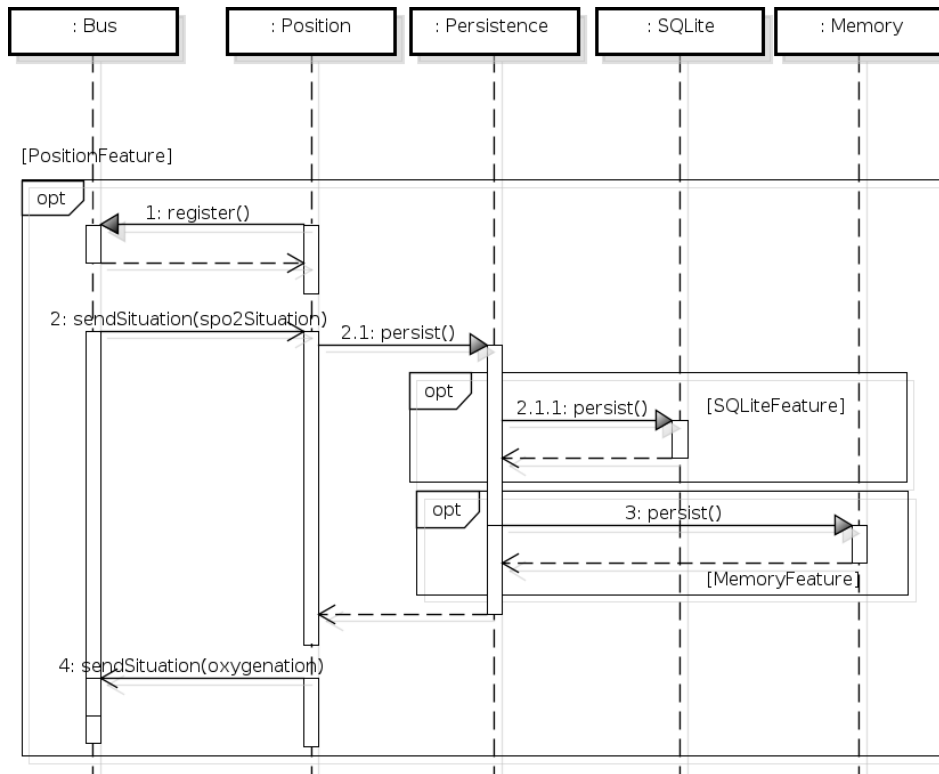 : Bus
: Position
: Persistence
: SQLite
: Memory
[PositionFeature]
opt
1: register()
2: sendSituation(spo2Situation)
2.1: persist()
opt
[SQLiteFeature]
2.1.1: persist()
opt
3: persist()
[MemoryFeature]
4: sendSituation(oxygenation)